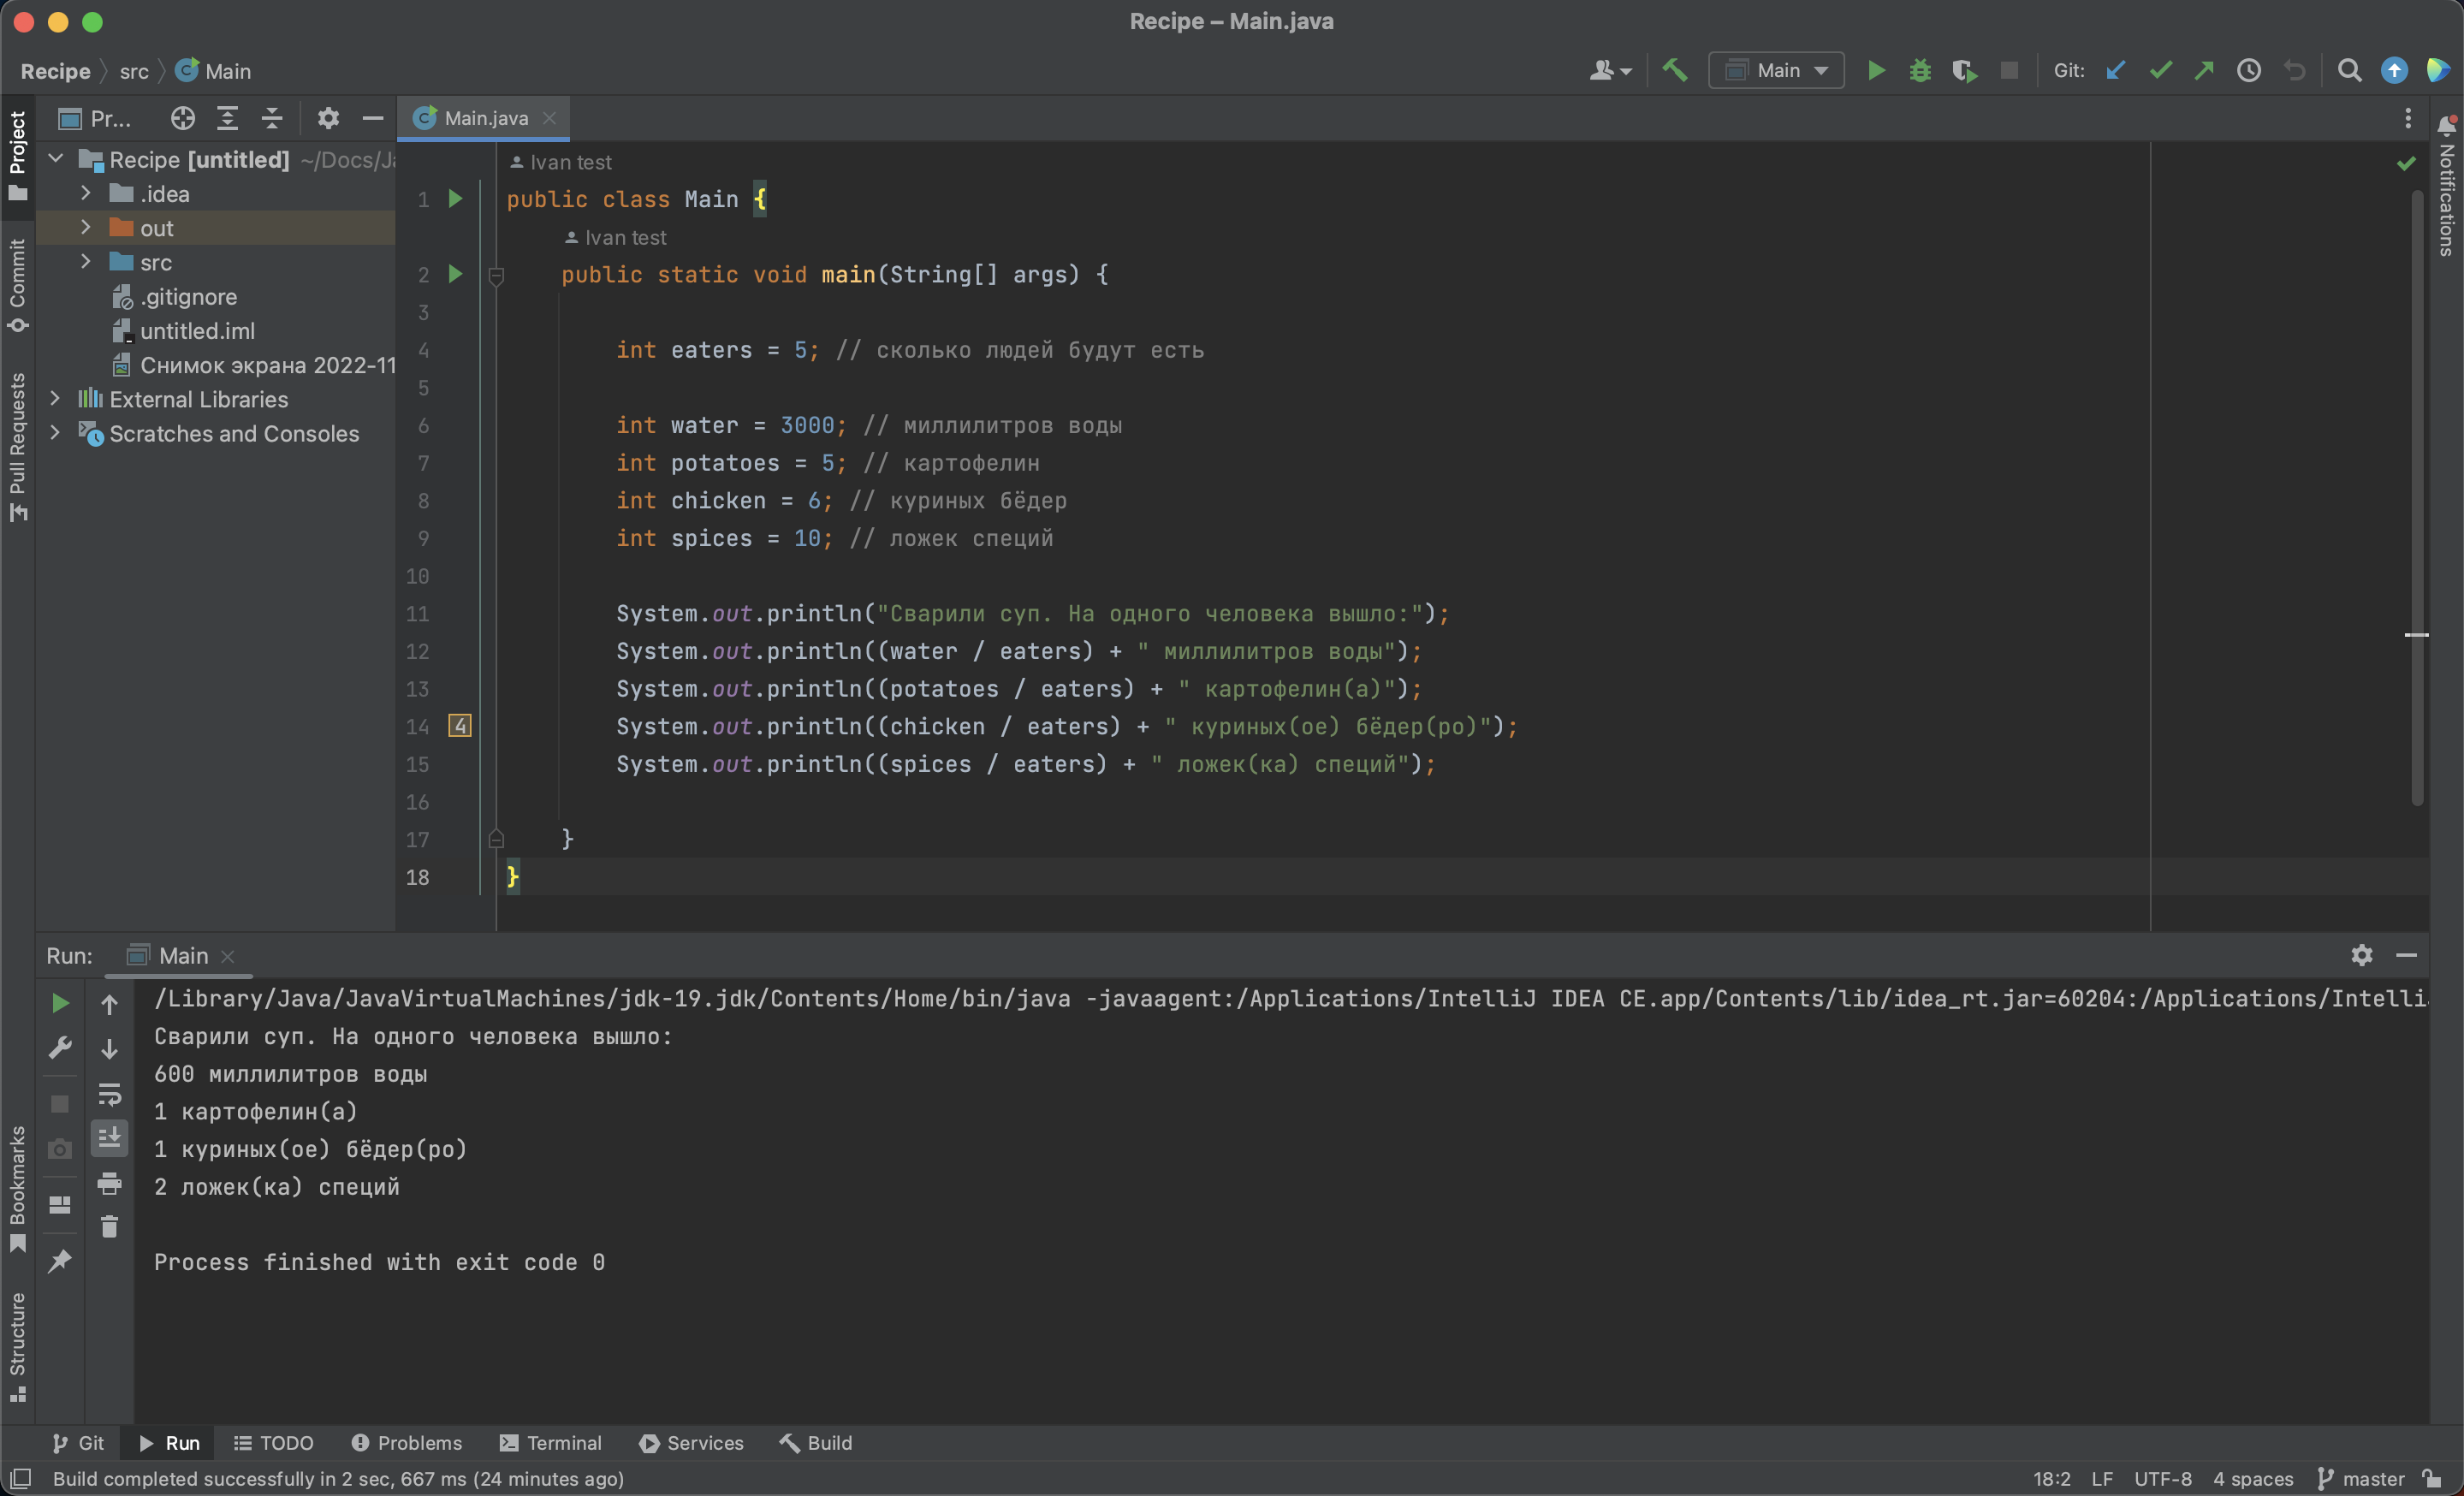 Recipe – Main.java
Recipe src Main
Main
Git:
Pr...
Main.java
Project
Commit
Pull Requests
Bookmarks
Structure
Notifications
Recipe [untitled] ~/Docs/Ja
.idea
out
src
.gitignore
untitled.iml
Снимок экрана 2022-11
External Libraries
Scratches and Consoles
Ivan test
1 public class Main {
Ivan test
2 public static void main(String[] args) {
3
4 int eaters = 5; // сколько людей будут есть
5
6 int water = 3000; // миллилитров воды
7 int potatoes = 5; // картофелин
8 int chicken = 6; // куриных бёдер
9 int spices = 10; // ложек специй
10
11 System.out.println("Сварили суп. На одного человека вышло:");
12 System.out.println((water / eaters) + " миллилитров воды");
13 System.out.println((potatoes / eaters) + " картофелин(а)");
14 4 System.out.println((chicken / eaters) + " куриных(ое) бёдер(ро)");
15 System.out.println((spices / eaters) + " ложек(ка) специй");
16
17 }
18 }
Run: Main
/Library/Java/JavaVirtualMachines/jdk-19.jdk/Contents/Home/bin/java -javaagent:/Applications/IntelliJ IDEA CE.app/Contents/lib/idea_rt.jar=60204:/Applications/Intelli
Сварили суп. На одного человека вышло:
600 миллилитров воды
1 картофелин(а)
1 куриных(ое) бёдер(ро)
2 ложек(ка) специй
Process finished with exit code 0
Git Run TODO Problems Terminal Services Build
Build completed successfully in 2 sec, 667 ms (24 minutes ago)
18:2 LF UTF-8 4 spaces master